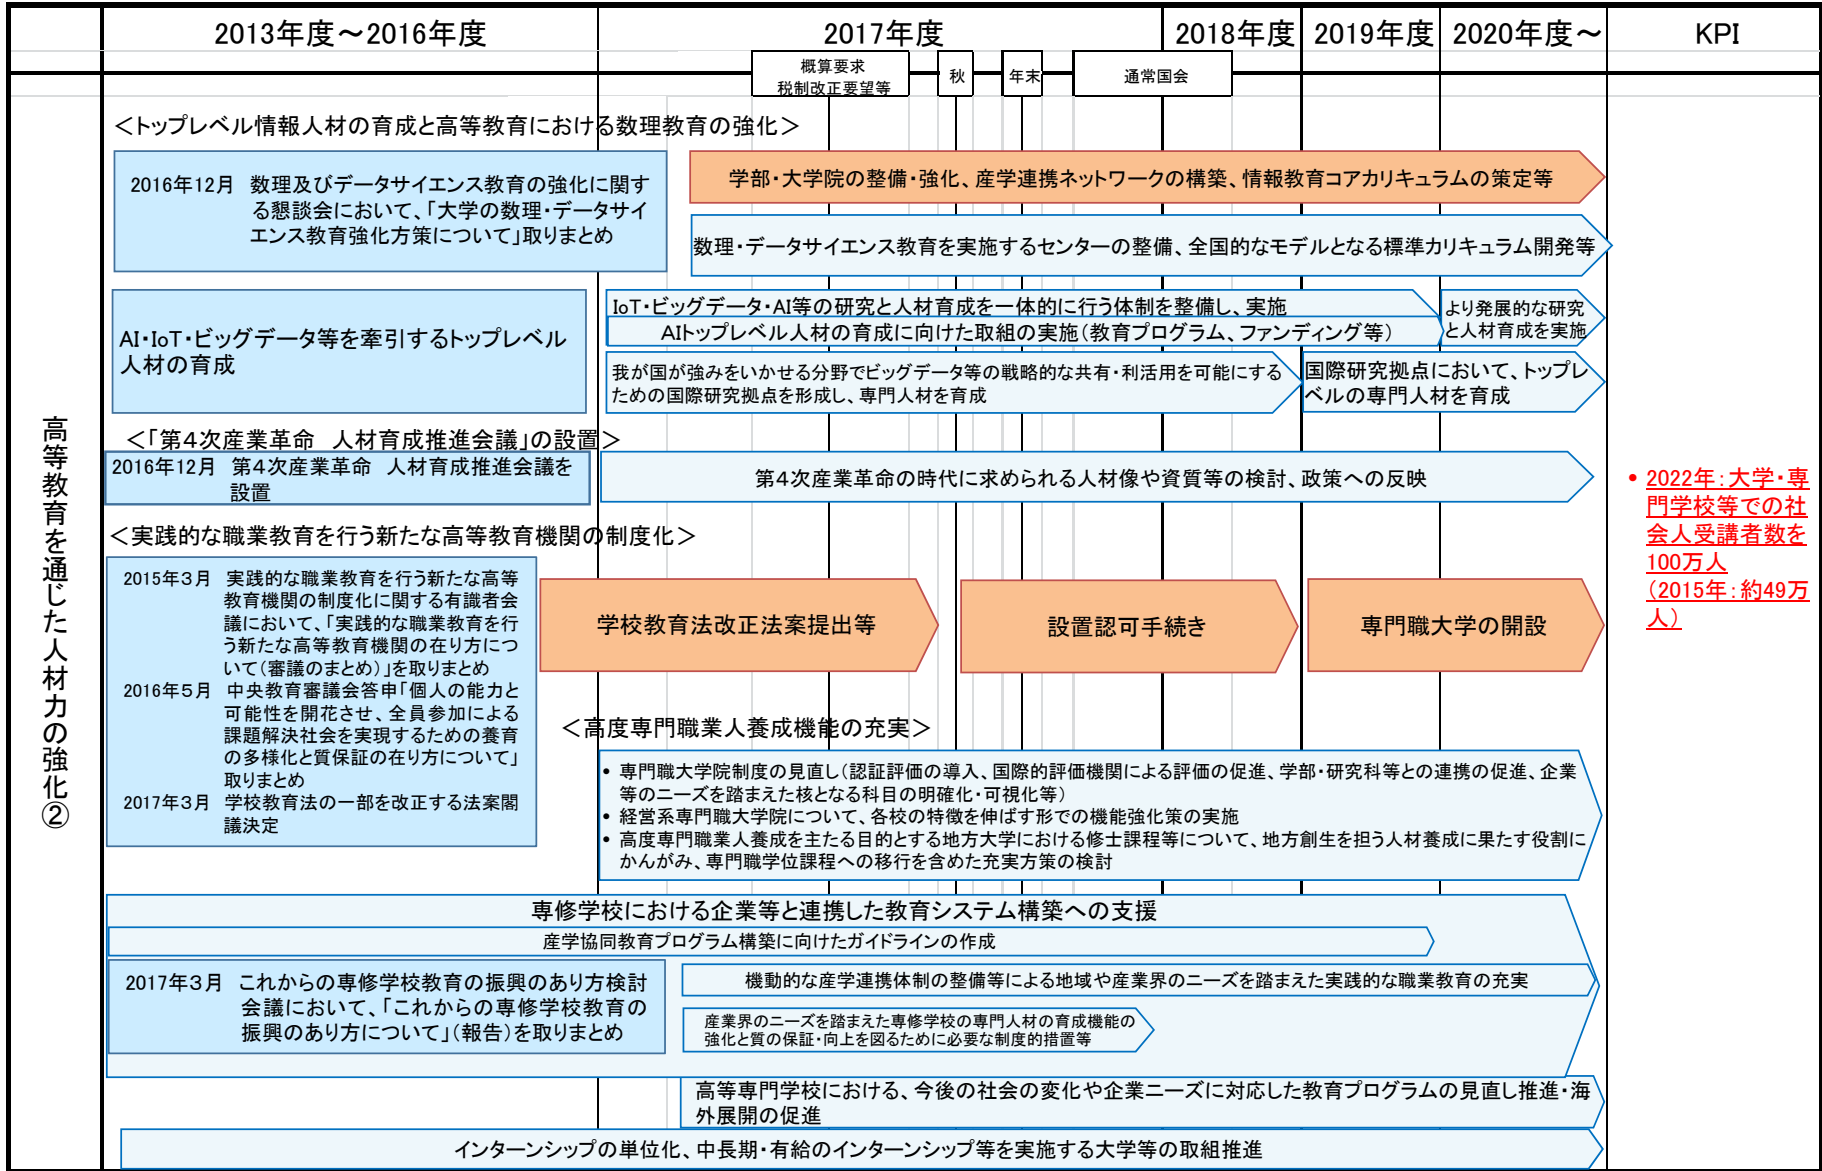 2013年度～2016年度
2017年度
2018年度
2019年度
2020年度～
KPI
概算要求
税制改正要望等
秋
年末
通常国会
高等教育を通じた人材力の強化②
＜トップレベル情報人材の育成と高等教育における数理教育の強化＞
2016年12月　数理及びデータサイエンス教育の強化に関す
る懇談会において、「大学の数理・データサイ
エンス教育強化方策について」取りまとめ
学部・大学院の整備・強化、産学連携ネットワークの構築、情報教育コアカリキュラムの策定等
数理・データサイエンス教育を実施するセンターの整備、全国的なモデルとなる標準カリキュラム開発等
AI・IoT・ビッグデータ等を牽引するトップレベル
人材の育成
IoT・ビッグデータ・AI等の研究と人材育成を一体的に行う体制を整備し、実施
AIトップレベル人材の育成に向けた取組の実施（教育プログラム、ファンディング等）
より発展的な研究
と人材育成を実施
我が国が強みをいかせる分野でビッグデータ等の戦略的な共有・利活用を可能にする
ための国際研究拠点を形成し、専門人材を育成
国際研究拠点において、トップレ
ベルの専門人材を育成
＜「第４次産業革命　人材育成推進会議」の設置＞
2016年12月　第４次産業革命　人材育成推進会議を
設置
第４次産業革命の時代に求められる人材像や資質等の検討、政策への反映
＜実践的な職業教育を行う新たな高等教育機関の制度化＞
2015年３月　実践的な職業教育を行う新たな高等
教育機関の制度化に関する有識者会
議において、「実践的な職業教育を行
う新たな高等教育機関の在り方につ
いて（審議のまとめ）」を取りまとめ
2016年５月　中央教育審議会答申「個人の能力と
可能性を開花させ、全員参加による
課題解決社会を実現するための養育
の多様化と質保証の在り方について」
取りまとめ
2017年３月　学校教育法の一部を改正する法案閣
議決定
学校教育法改正法案提出等
設置認可手続き
専門職大学の開設
＜高度専門職業人養成機能の充実＞
• 専門職大学院制度の見直し（認証評価の導入、国際的評価機関による評価の促進、学部・研究科等との連携の促進、企業
等のニーズを踏まえた核となる科目の明確化・可視化等）
• 経営系専門職大学院について、各校の特徴を伸ばす形での機能強化策の実施
• 高度専門職業人養成を主たる目的とする地方大学における修士課程等について、地方創生を担う人材養成に果たす役割に
かんがみ、専門職学位課程への移行を含めた充実方策の検討
専修学校における企業等と連携した教育システム構築への支援
産学協同教育プログラム構築に向けたガイドラインの作成
2017年３月　これからの専修学校教育の振興のあり方検討
会議において、「これからの専修学校教育の
振興のあり方について」（報告）を取りまとめ
機動的な産学連携体制の整備等による地域や産業界のニーズを踏まえた実践的な職業教育の充実
産業界のニーズを踏まえた専修学校の専門人材の育成機能の
強化と質の保証・向上を図るために必要な制度的措置等
高等専門学校における、今後の社会の変化や企業ニーズに対応した教育プログラムの見直し推進・海
外展開の促進
インターンシップの単位化、中長期・有給のインターンシップ等を実施する大学等の取組推進
• 2022年：大学・専
門学校等での社
会人受講者数を
100万人
（2015年：約49万
人）